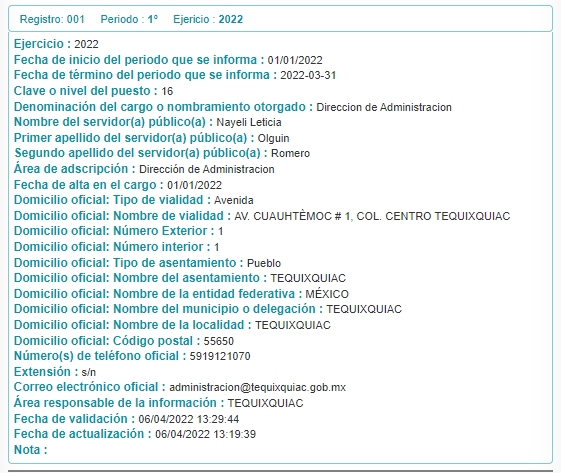 Registro: 001 Periodo : 1º Ejericio : 2022
Ejercicio : 2022
Fecha de inicio del periodo que se informa : 01/01/2022
Fecha de término del periodo que se informa : 2022-03-31
Clave o nivel del puesto : 16
Denominación del cargo o nombramiento otorgado : Direccion de Administracion
Nombre del servidor(a) público(a) : Nayeli Leticia
Primer apellido del servidor(a) público(a) : Olguin
Segundo apellido del servidor(a) público(a) : Romero
Área de adscripción : Dirección de Administracion
Fecha de alta en el cargo : 01/01/2022
Domicilio oficial: Tipo de vialidad : Avenida
Domicilio oficial: Nombre de vialidad : AV. CUAUHTÈMOC # 1, COL. CENTRO TEQUIXQUIAC
Domicilio oficial: Número Exterior : 1
Domicilio oficial: Número interior : 1
Domicilio oficial: Tipo de asentamiento : Pueblo
Domicilio oficial: Nombre del asentamiento : TEQUIXQUIAC
Domicilio oficial: Nombre de la entidad federativa : MÉXICO
Domicilio oficial: Nombre del municipio o delegación : TEQUIXQUIAC
Domicilio oficial: Nombre de la localidad : TEQUIXQUIAC
Domicilio oficial: Código postal : 55650
Número(s) de teléfono oficial : 5919121070
Extensión : s/n
Correo electrónico oficial : administracion@tequixquiac.gob.mx
Área responsable de la información : TEQUIXQUIAC
Fecha de validación : 06/04/2022 13:29:44
Fecha de actualización : 06/04/2022 13:19:39
Nota :